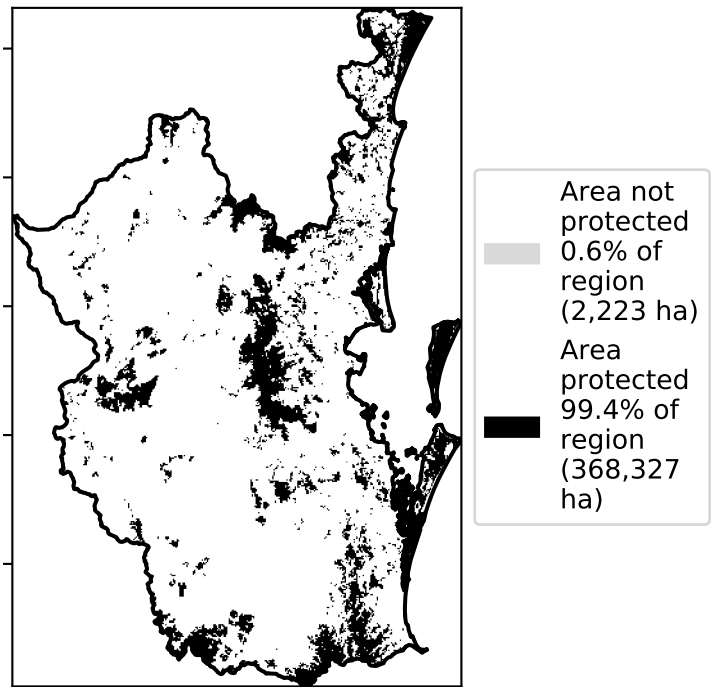 Area not
protected
0.6% of
region
(2,223 ha)
Area
protected
99.4% of
region
(368,327
ha)